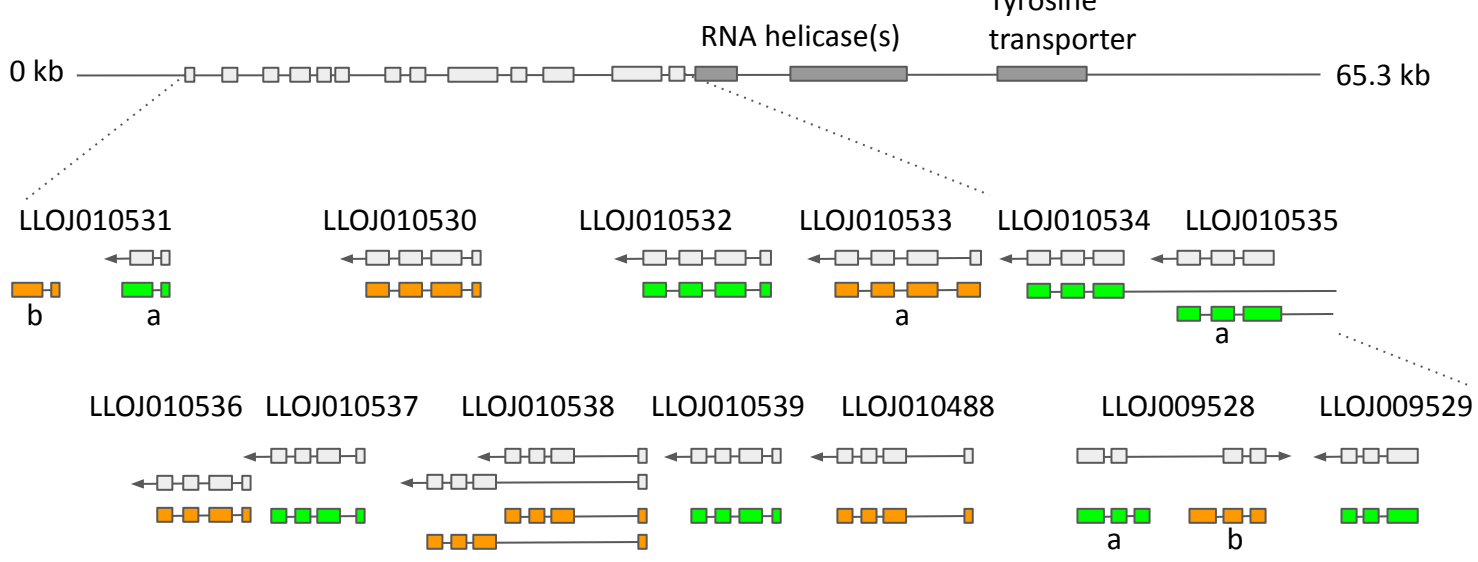 Tyrosine
RNA helicase(s)
transporter
0 kb
65.3 kb
LLOJ010531 LLOJ010530 LLOJ010532 LLOJ010533 LLOJ010534 LLOJ010535
b a a
a
LLOJ010536 LLOJ010537 LLOJ010538 LLOJ010539 LLOJ010488 LLOJ009528 LLOJ009529
a b